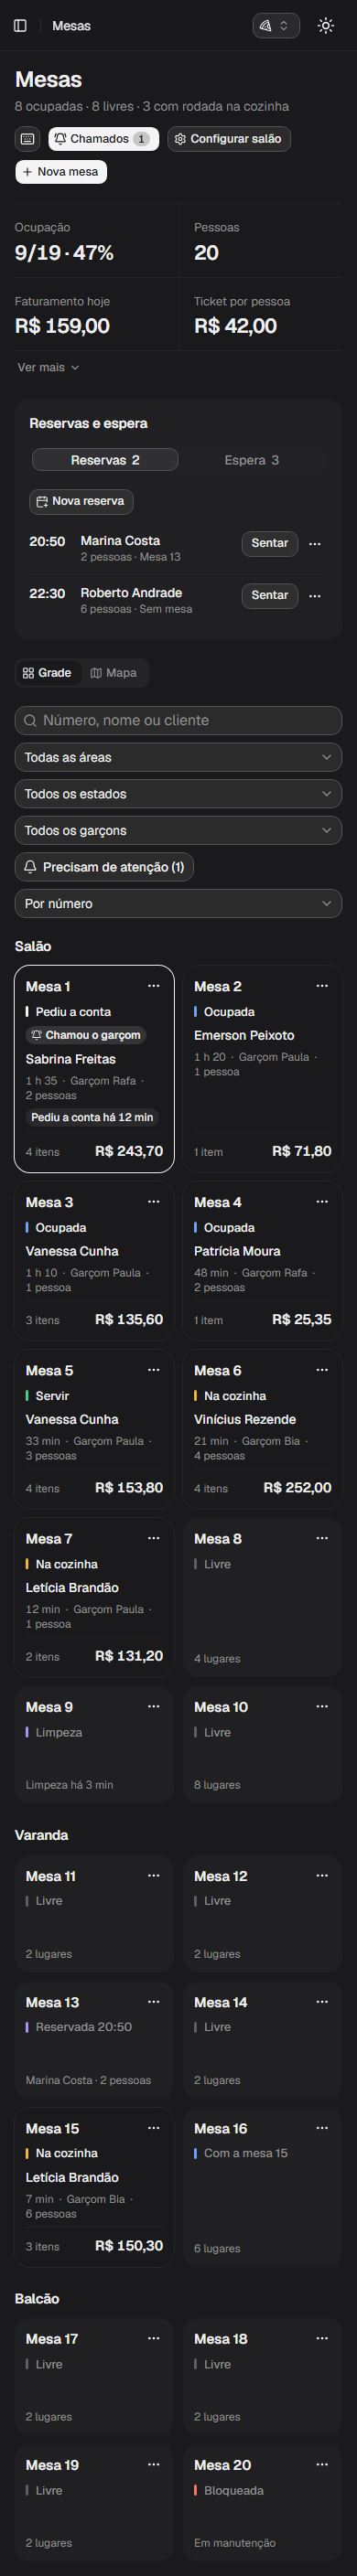 Mesas
Mesas
8 ocupadas · 8 livres · 3 com rodada na cozinha
Chamados 1
Configurar salão
Nova mesa
Ocupação
Pessoas
9/19 · 47%
20
Faturamento hoje
Ticket por pessoa
R$ 159,00
R$ 42,00
Ver mais
Reservas e espera
Reservas 2
Espera 3
Nova reserva
20:50
Marina Costa
Sentar
2 pessoas · Mesa 13
22:30
Roberto Andrade
Sentar
6 pessoas · Sem mesa
Grade
Mapa
Número, nome ou cliente
Todas as áreas
Todos os estados
Todos os garçons
Precisam de atenção (1)
Por número
Salão
Mesa 1
Pediu a conta
Chamou o garçom
Sabrina Freitas
1 h 35 · Garçom Rafa ·
2 pessoas
Pediu a conta há 12 min
4 itens
R$ 243,70
Mesa 2
Ocupada
Emerson Peixoto
1 h 20 · Garçom Paula ·
1 pessoa
1 item
R$ 71,80
Mesa 3
Ocupada
Vanessa Cunha
1 h 10 · Garçom Paula ·
1 pessoa
3 itens
R$ 135,60
Mesa 4
Ocupada
Patrícia Moura
48 min · Garçom Rafa ·
2 pessoas
1 item
R$ 25,35
Mesa 5
Servir
Vanessa Cunha
33 min · Garçom Paula ·
3 pessoas
4 itens
R$ 153,80
Mesa 6
Na cozinha
Vinícius Rezende
21 min · Garçom Bia ·
4 pessoas
4 itens
R$ 252,00
Mesa 7
Na cozinha
Letícia Brandão
12 min · Garçom Paula ·
1 pessoa
2 itens
R$ 131,20
Mesa 8
Livre
4 lugares
Mesa 9
Limpeza
Limpeza há 3 min
Mesa 10
Livre
8 lugares
Varanda
Mesa 11
Livre
2 lugares
Mesa 12
Livre
2 lugares
Mesa 13
Reservada 20:50
Marina Costa · 2 pessoas
Mesa 14
Livre
2 lugares
Mesa 15
Na cozinha
Letícia Brandão
7 min · Garçom Bia ·
6 pessoas
3 itens
R$ 150,30
Mesa 16
Com a mesa 15
6 lugares
Balcão
Mesa 17
Livre
2 lugares
Mesa 18
Livre
2 lugares
Mesa 19
Livre
2 lugares
Mesa 20
Bloqueada
Em manutenção